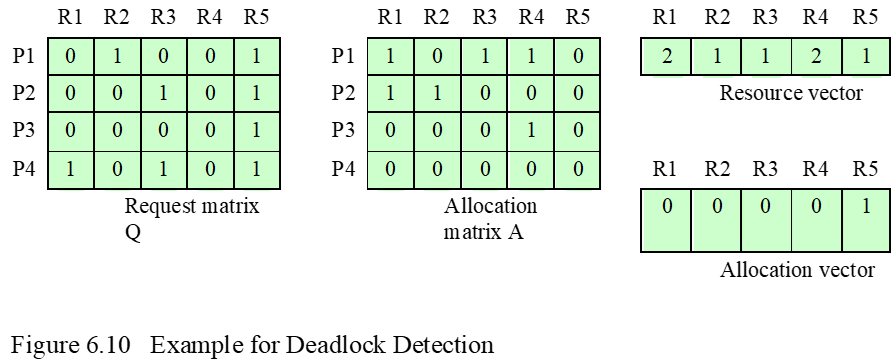 R1 R2 R3 R4 R5
P1 0 1 0 0 1
P2 0 0 1 0 1
P3 0 0 0 0 1
P4 1 0 1 0 1
Request matrix
Q
R1 R2 R3 R4 R5
P1 1 0 1 1 0
P2 1 1 0 0 0
P3 0 0 0 1 0
P4 0 0 0 0 0
Allocation
matrix A
R1 R2 R3 R4 R5
2 1 1 2 1
Resource vector
R1 R2 R3 R4 R5
0 0 0 0 1
Allocation vector
Figure 6.10 Example for Deadlock Detection